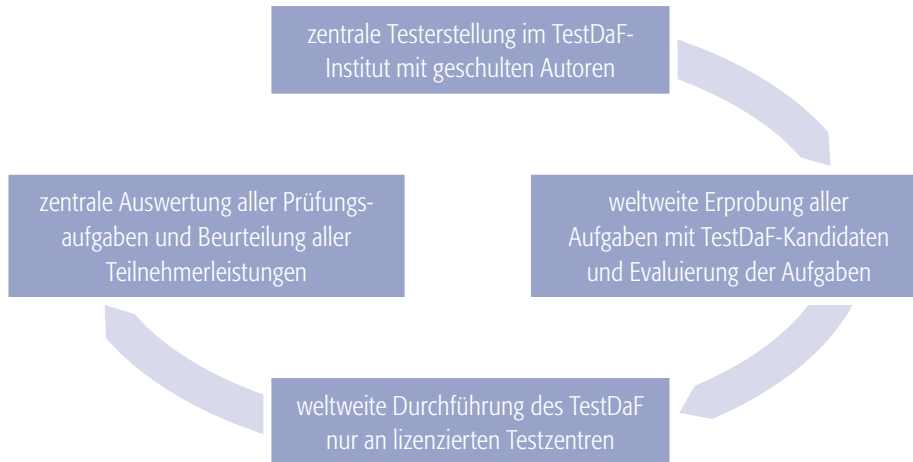 zentrale Testerstellung im TestDaF-
Institut mit geschulten Autoren
weltweite Erprobung aller
Aufgaben mit TestDaF-Kandidaten
und Evaluierung der Aufgaben
weltweite Durchführung des TestDaF
nur an lizenzierten Testzentren
zentrale Auswertung aller Prüfungs-
aufgaben und Beurteilung aller
Teilnehmerleistungen